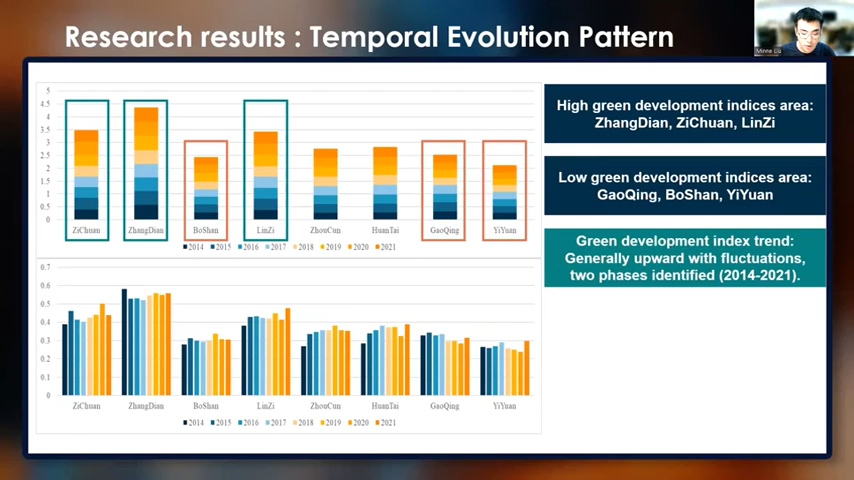 Research results : Temporal Evolution Pattern
Minne Liu
5
4.5
4
3.5
3
2.5
2
1.5
1
0.5
0
ZiChuan ZhangDian BoShan LinZi ZhouCun HuanTai GaoQing YiYuan
2014 2015 2016 2017 2018 2019 2020 2021
0.7
0.6
0.5
0.4
0.3
0.2
0.1
0
ZiChuan ZhangDian BoShan LinZi ZhouCun HuanTai GaoQing YiYuan
2014 2015 2016 2017 2018 2019 2020 2021
High green development indices area:
ZhangDian, ZiChuan, LinZi
Low green development indices area:
GaoQing, BoShan, YiYuan
Green development index trend:
Generally upward with fluctuations,
two phases identified (2014-2021).